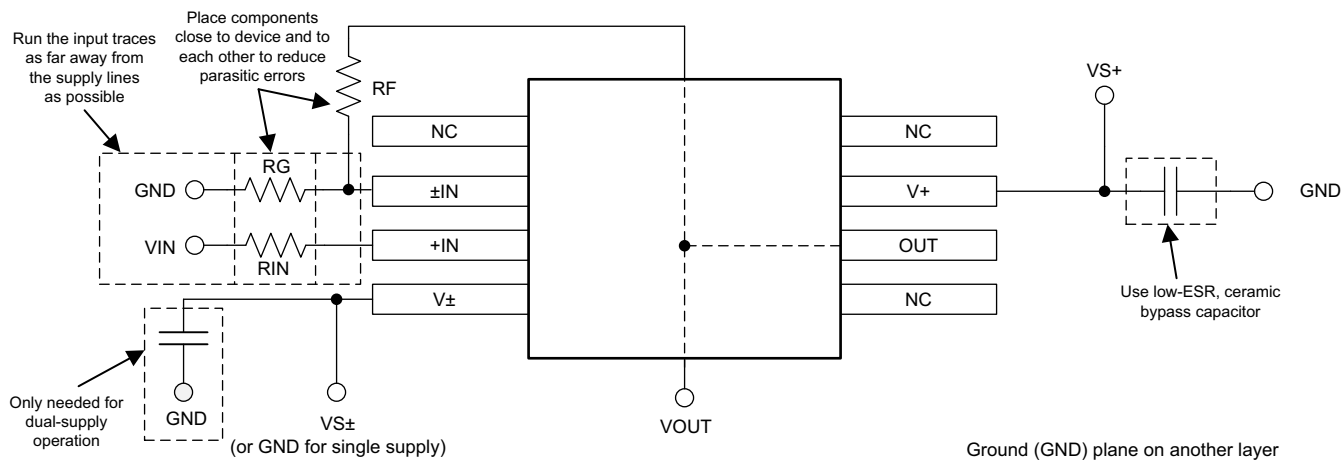 Run the input traces
as far away from
the supply lines
as possible
Place components
close to device and to
each other to reduce
parasitic errors
RF
VS+
NC
NC
RG
GND
±IN
V+
GND
VIN
+IN
OUT
RIN
V±
NC
Use low-ESR, ceramic
bypass capacitor
Only needed for
dual-supply
operation
GND
VS±
(or GND for single supply)
VOUT
Ground (GND) plane on another layer